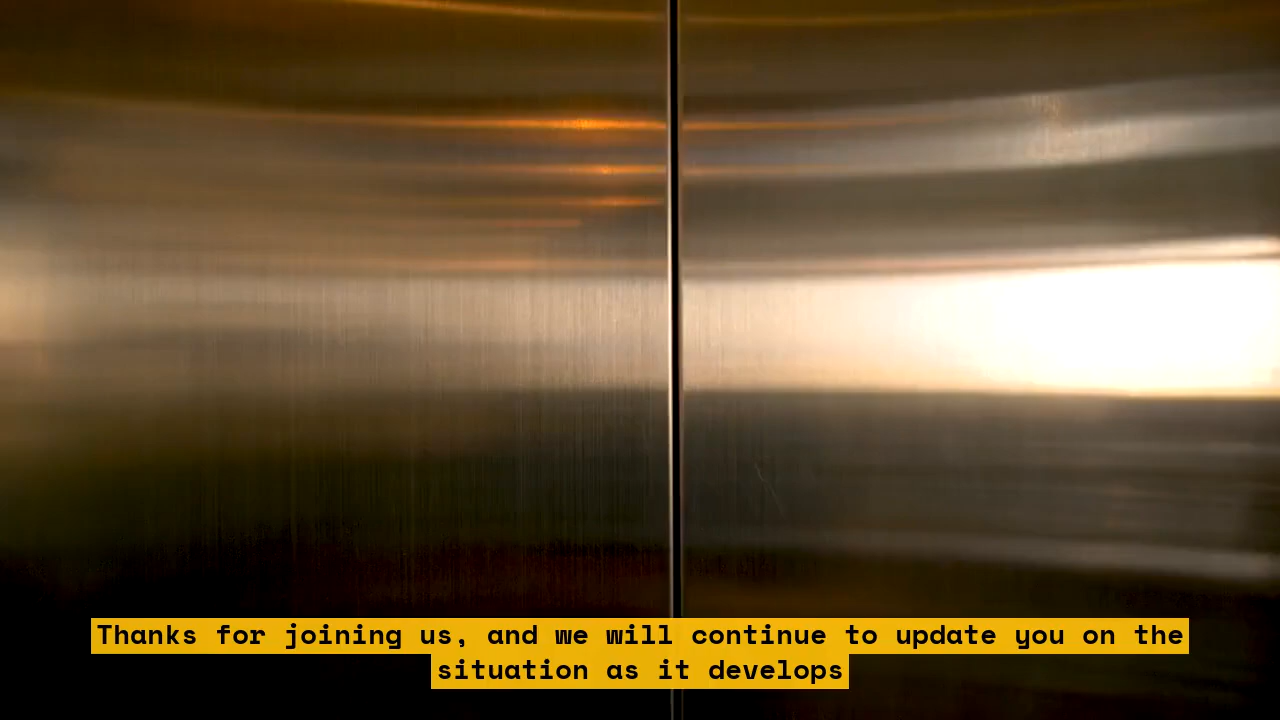 Thanks for joining us, and we will continue to update you on the
situation as it develops